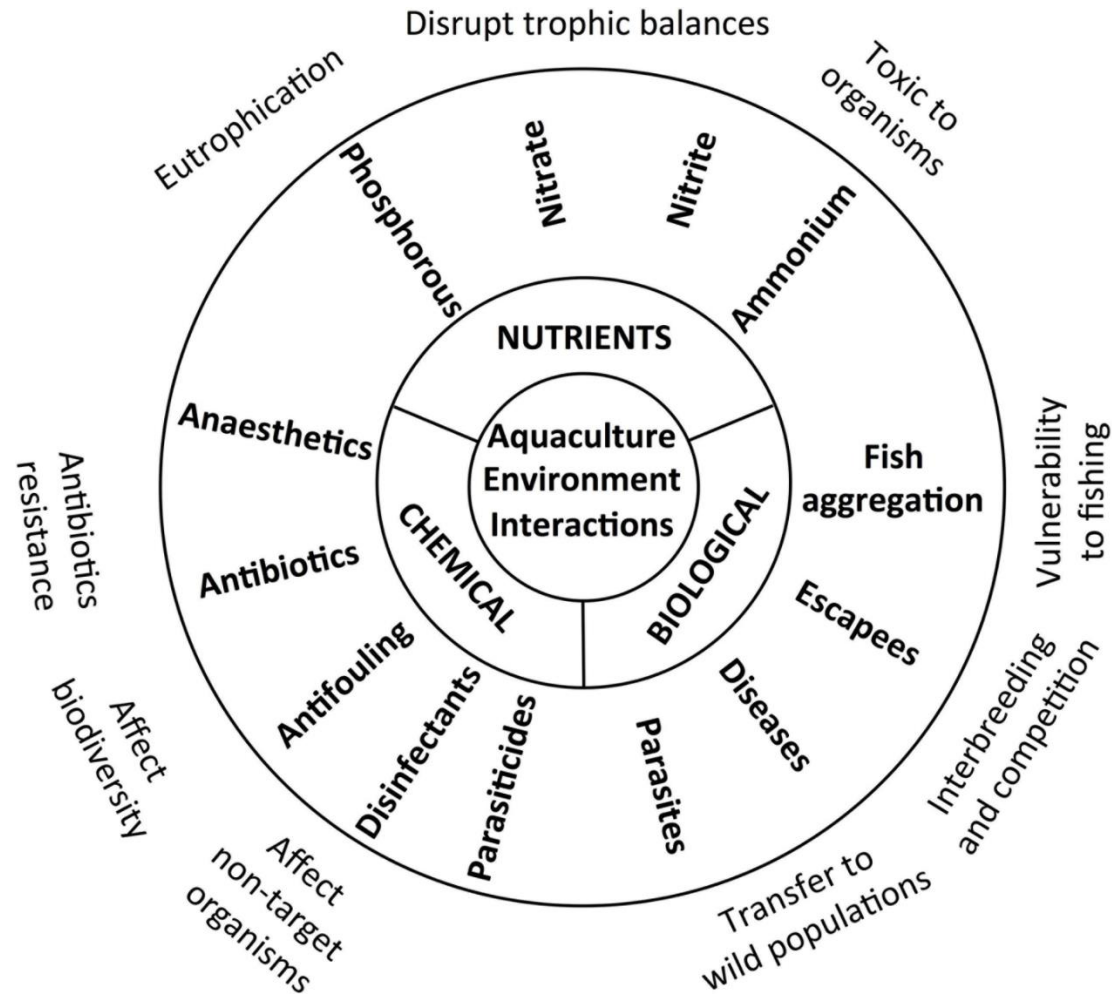 Disrupt trophic balances
Eutrophication
Toxic to
organisms
Phosphorous
Nitrate
Nitrite
Ammonium
NUTRIENTS
Aquaculture
Environment
Interactions
CHEMICAL
BIOLOGICAL
Anaesthetics
Antibiotics
Antifouling
Disinfectants
Parasiticides
Parasites
Diseases
Escapees
Fish
aggregation
Vulnerability
to fishing
Interbreeding
and competition
Transfer to
wild populations
Affect
non-target
organisms
Affect
biodiversity
Antibiotics
resistance